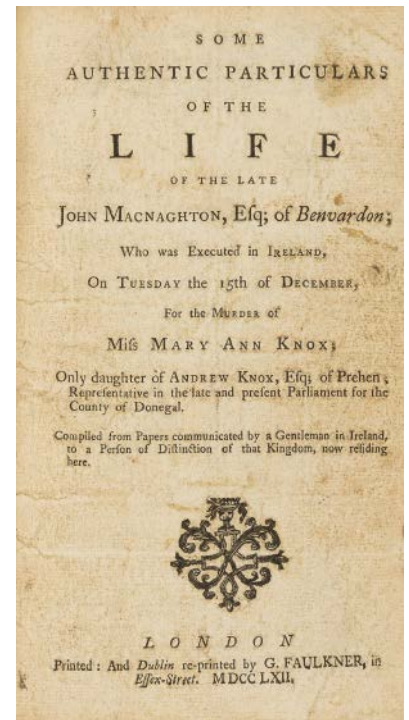 SOME
AUTHENTIC PARTICULARS
OF THE
LIFE
OF THE LATE
JOHN MACNAGHTON, Eſq; of Benvardon;
Who was Executed in IRELAND,
On TUESDAY the 15th of DECEMBER,
For the MURDER of
Miſs MARY ANN KNOX;
Only daughter of ANDREW KNOX, Eſq; of Prehen;
Repreſentative in the late and preſent Parliament for the
County of Donegal.
Compiled from Papers communicated by a Gentleman in Ireland,
to a Perſon of Diſtinction of that Kingdom, now reſiding
here.
LONDON
Printed: And Dublin re-printed by G. FAULKNER, in
Eſſex-Street. MDCC LXII.